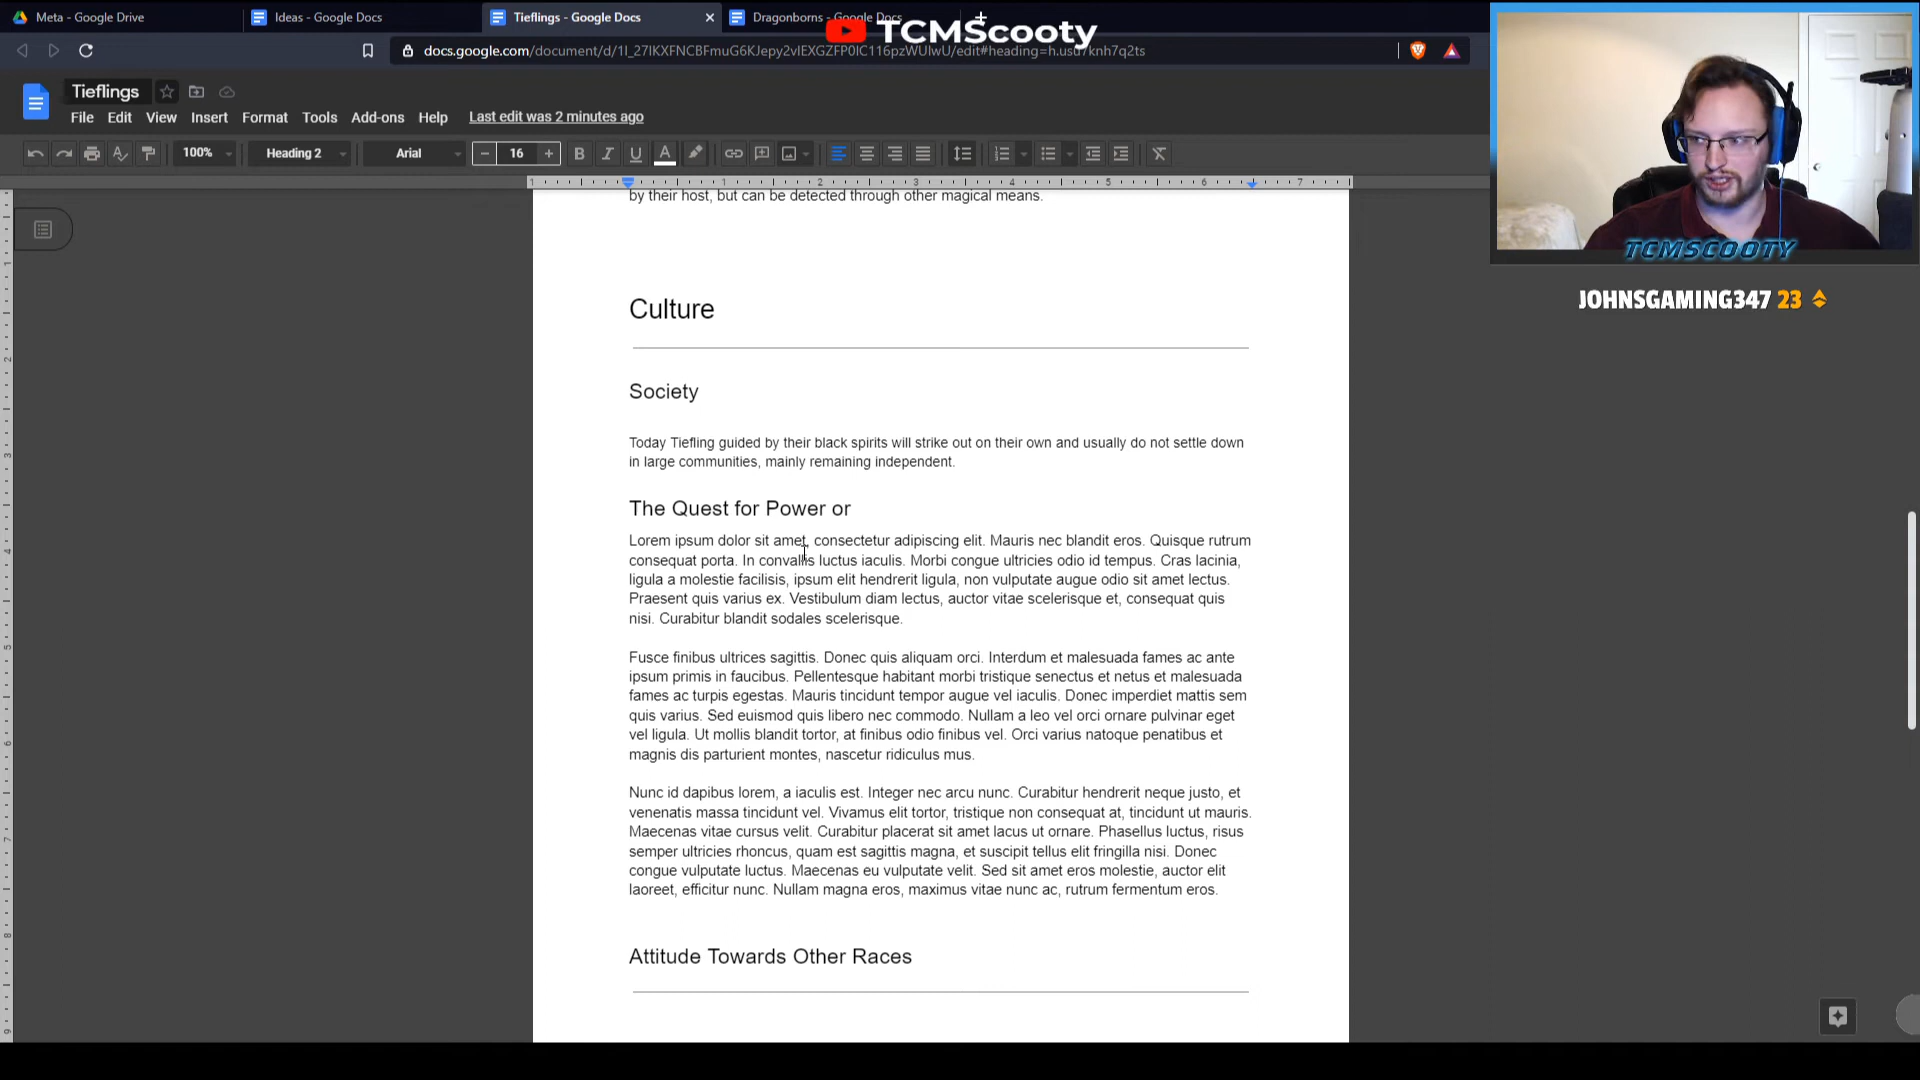 Meta - Google Drive
Ideas - Google Docs
Tieflings - Google Docs
Dragonborns - Google Docs
TCMScooty
Tieflings
File Edit View Insert Format Tools Add-ons Help Last edit was 2 minutes ago
100% Heading 2 Arial 16
by their host, but can be detected through other magical means.
Culture
Society
Today Tiefling guided by their black spirits will strike out on their own and usually do not settle down
in large communities, mainly remaining independent.
The Quest for Power or
Lorem ipsum dolor sit amet, consectetur adipiscing elit. Mauris nec blandit eros. Quisque rutrum
consequat porta. In convallis luctus iaculis. Morbi congue ultricies odio id tempus. Cras lacinia,
ligula a molestie facilisis, ipsum elit hendrerit ligula, non vulputate augue odio sit amet lectus.
Praesent quis varius ex. Vestibulum diam lectus, auctor vitae scelerisque et, consequat quis
nisi. Curabitur blandit sodales scelerisque.
Fusce finibus ultrices sagittis. Donec quis aliquam orci. Interdum et malesuada fames ac ante
ipsum primis in faucibus. Pellentesque habitant morbi tristique senectus et netus et malesuada
fames ac turpis egestas. Mauris tincidunt tempor augue vel iaculis. Donec imperdiet mattis sem
quis varius. Sed euismod quis libero nec commodo. Nullam a leo vel orci ornare pulvinar eget
vel ligula. Ut mollis blandit tortor, at finibus odio finibus vel. Orci varius natoque penatibus et
magnis dis parturient montes, nascetur ridiculus mus.
Nunc id dapibus lorem, a iaculis est. Integer nec arcu nunc. Curabitur hendrerit neque justo, et
venenatis massa tincidunt vel. Vivamus elit tortor, tristique non consequat at, tincidunt ut mauris.
Maecenas vitae cursus velit. Curabitur placerat sit amet lacus ut ornare. Phasellus luctus, risus
semper ultricies rhoncus, quam est sagittis magna, et suscipit tellus elit fringilla nisi. Donec
congue vulputate luctus. Maecenas eu vulputate velit. Sed sit amet eros molestie, auctor elit
laoreet, efficitur nunc. Nullam magna eros, maximus vitae nunc ac, rutrum fermentum eros.
Attitude Towards Other Races
TCMSCOOTY
JOHNSGAMING347 23